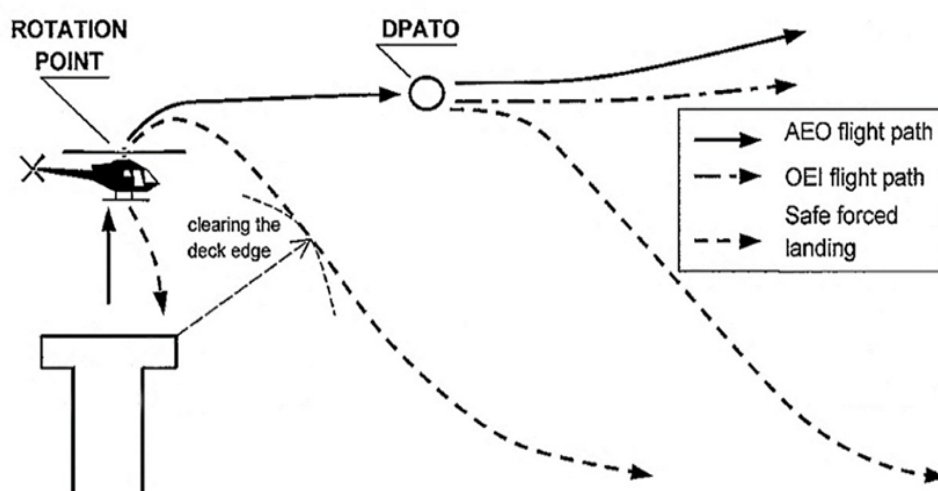 ROTATION
POINT
DPATO
AEO flight path
OEI flight path
Safe forced
landing
clearing the
deck edge